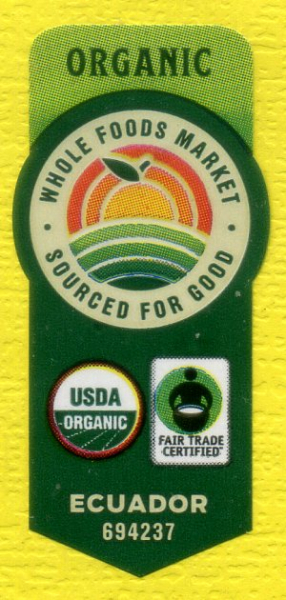 ORGANIC
WHOLE FOODS MARKET
SOURCED FOR GOOD
USDA
ORGANIC
FAIR TRADE
CERTIFIED
ECUADOR
694237